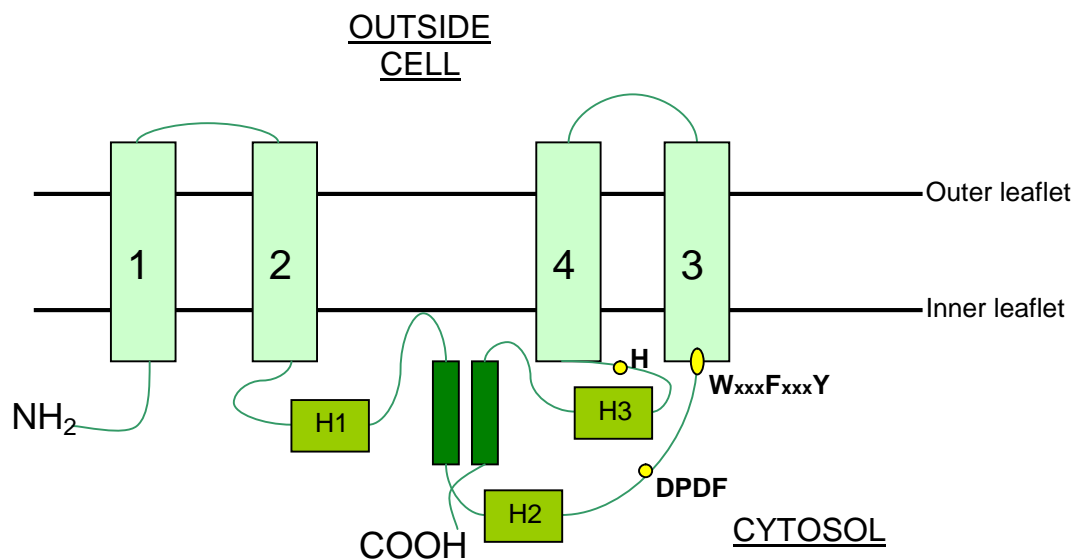 OUTSIDE
CELL
Outer leaflet
1
2
4
3
Inner leaflet
H
WxxxFxxxY
NH₂
H1
H3
DPDF
H2
COOH
CYTOSOL